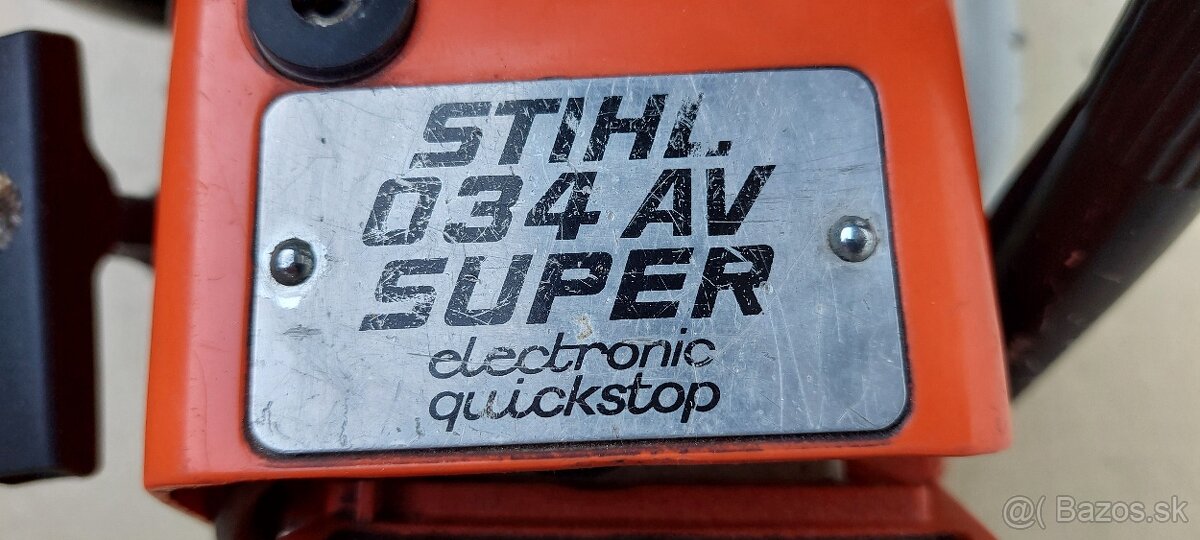 STIHL
034 AV
SUPER
electronic
quickstop
@( Bazos.sk